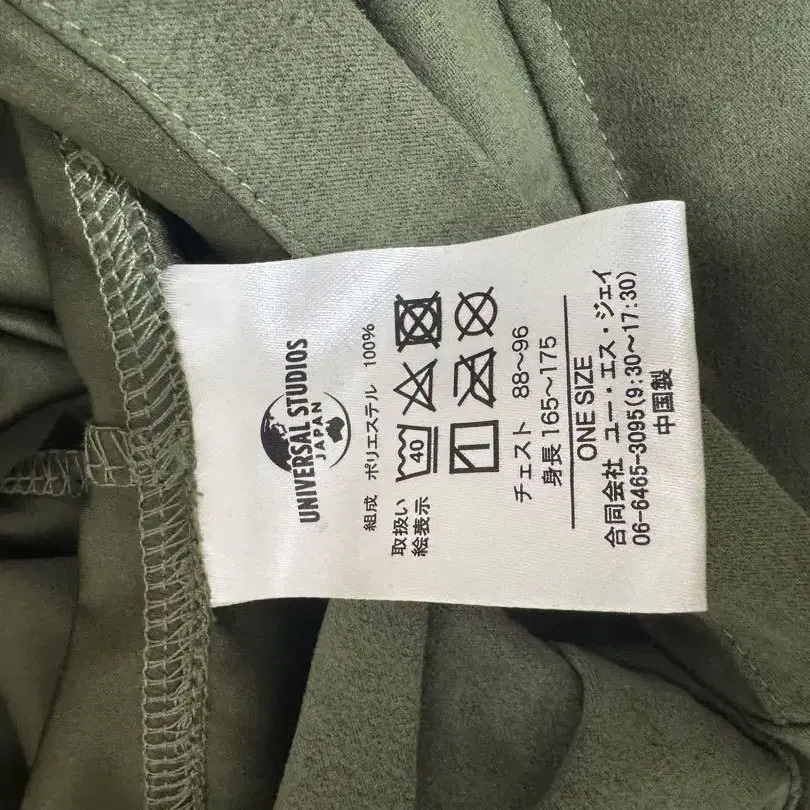 UNIVERSAL STUDIOS
JAPAN
組成 ポリエステル 100%
取扱い
絵表示
40
チェスト 88~96
身長 165~175
ONE SIZE
合同会社 ユー・エス・ジェイ
06-6465-3095(9:30~17:30)
中国製